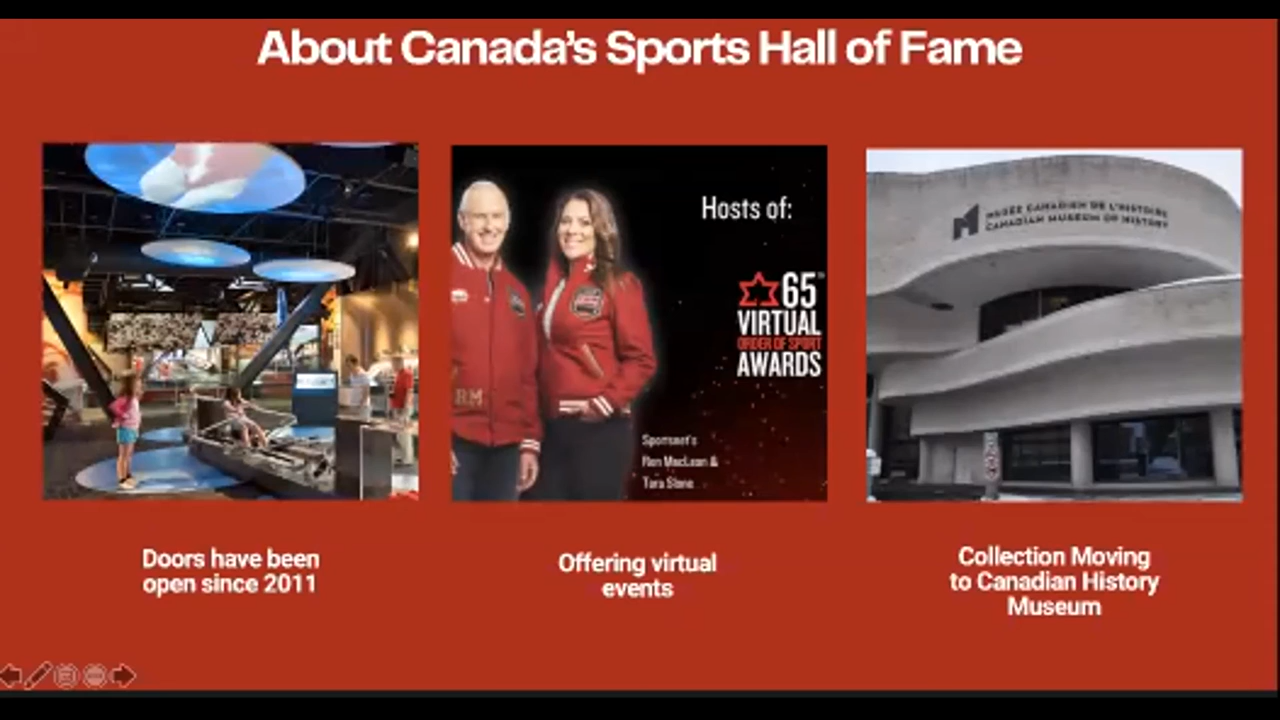 About Canada's Sports Hall of Fame
Hosts of:
65
VIRTUAL
ORDER OF SPORT
AWARDS
Sportsnet's
Ron MacLean &
Tara Slone
RM
MUSÉE CANADIEN DE L'HISTOIRE
CANADIAN MUSEUM OF HISTORY
Doors have been
open since 2011
Offering virtual
events
Collection Moving
to Canadian History
Museum